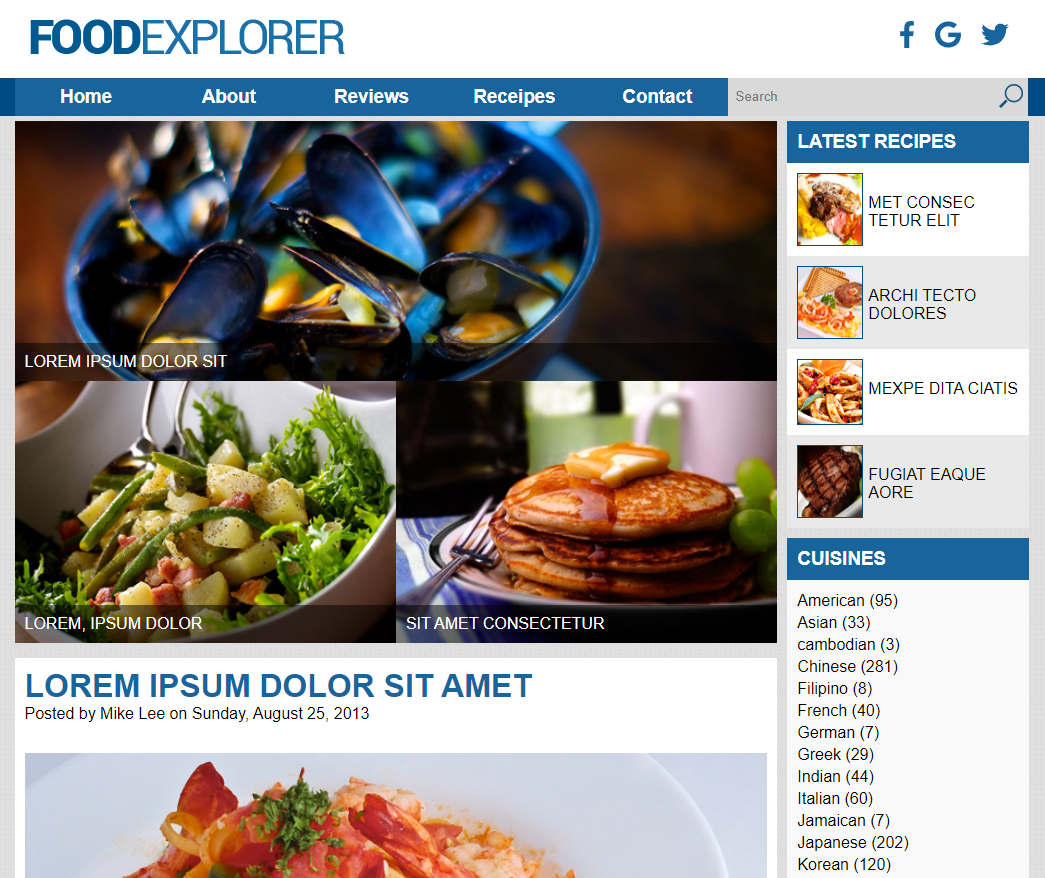 FOODEXPLORER
Home
About
Reviews
Receipes
Contact
Search
LOREM IPSUM DOLOR SIT
LOREM, IPSUM DOLOR
SIT AMET CONSECTETUR
LOREM IPSUM DOLOR SIT AMET
Posted by Mike Lee on Sunday, August 25, 2013
LATEST RECIPES
MET CONSEC
TETUR ELIT
ARCHI TECTO
DOLORES
MEXPE DITA CIATIS
FUGIAT EAQUE
AORE
CUISINES
American (95)
Asian (33)
cambodian (3)
Chinese (281)
Filipino (8)
French (40)
German (7)
Greek (29)
Indian (44)
Italian (60)
Jamaican (7)
Japanese (202)
Korean (120)